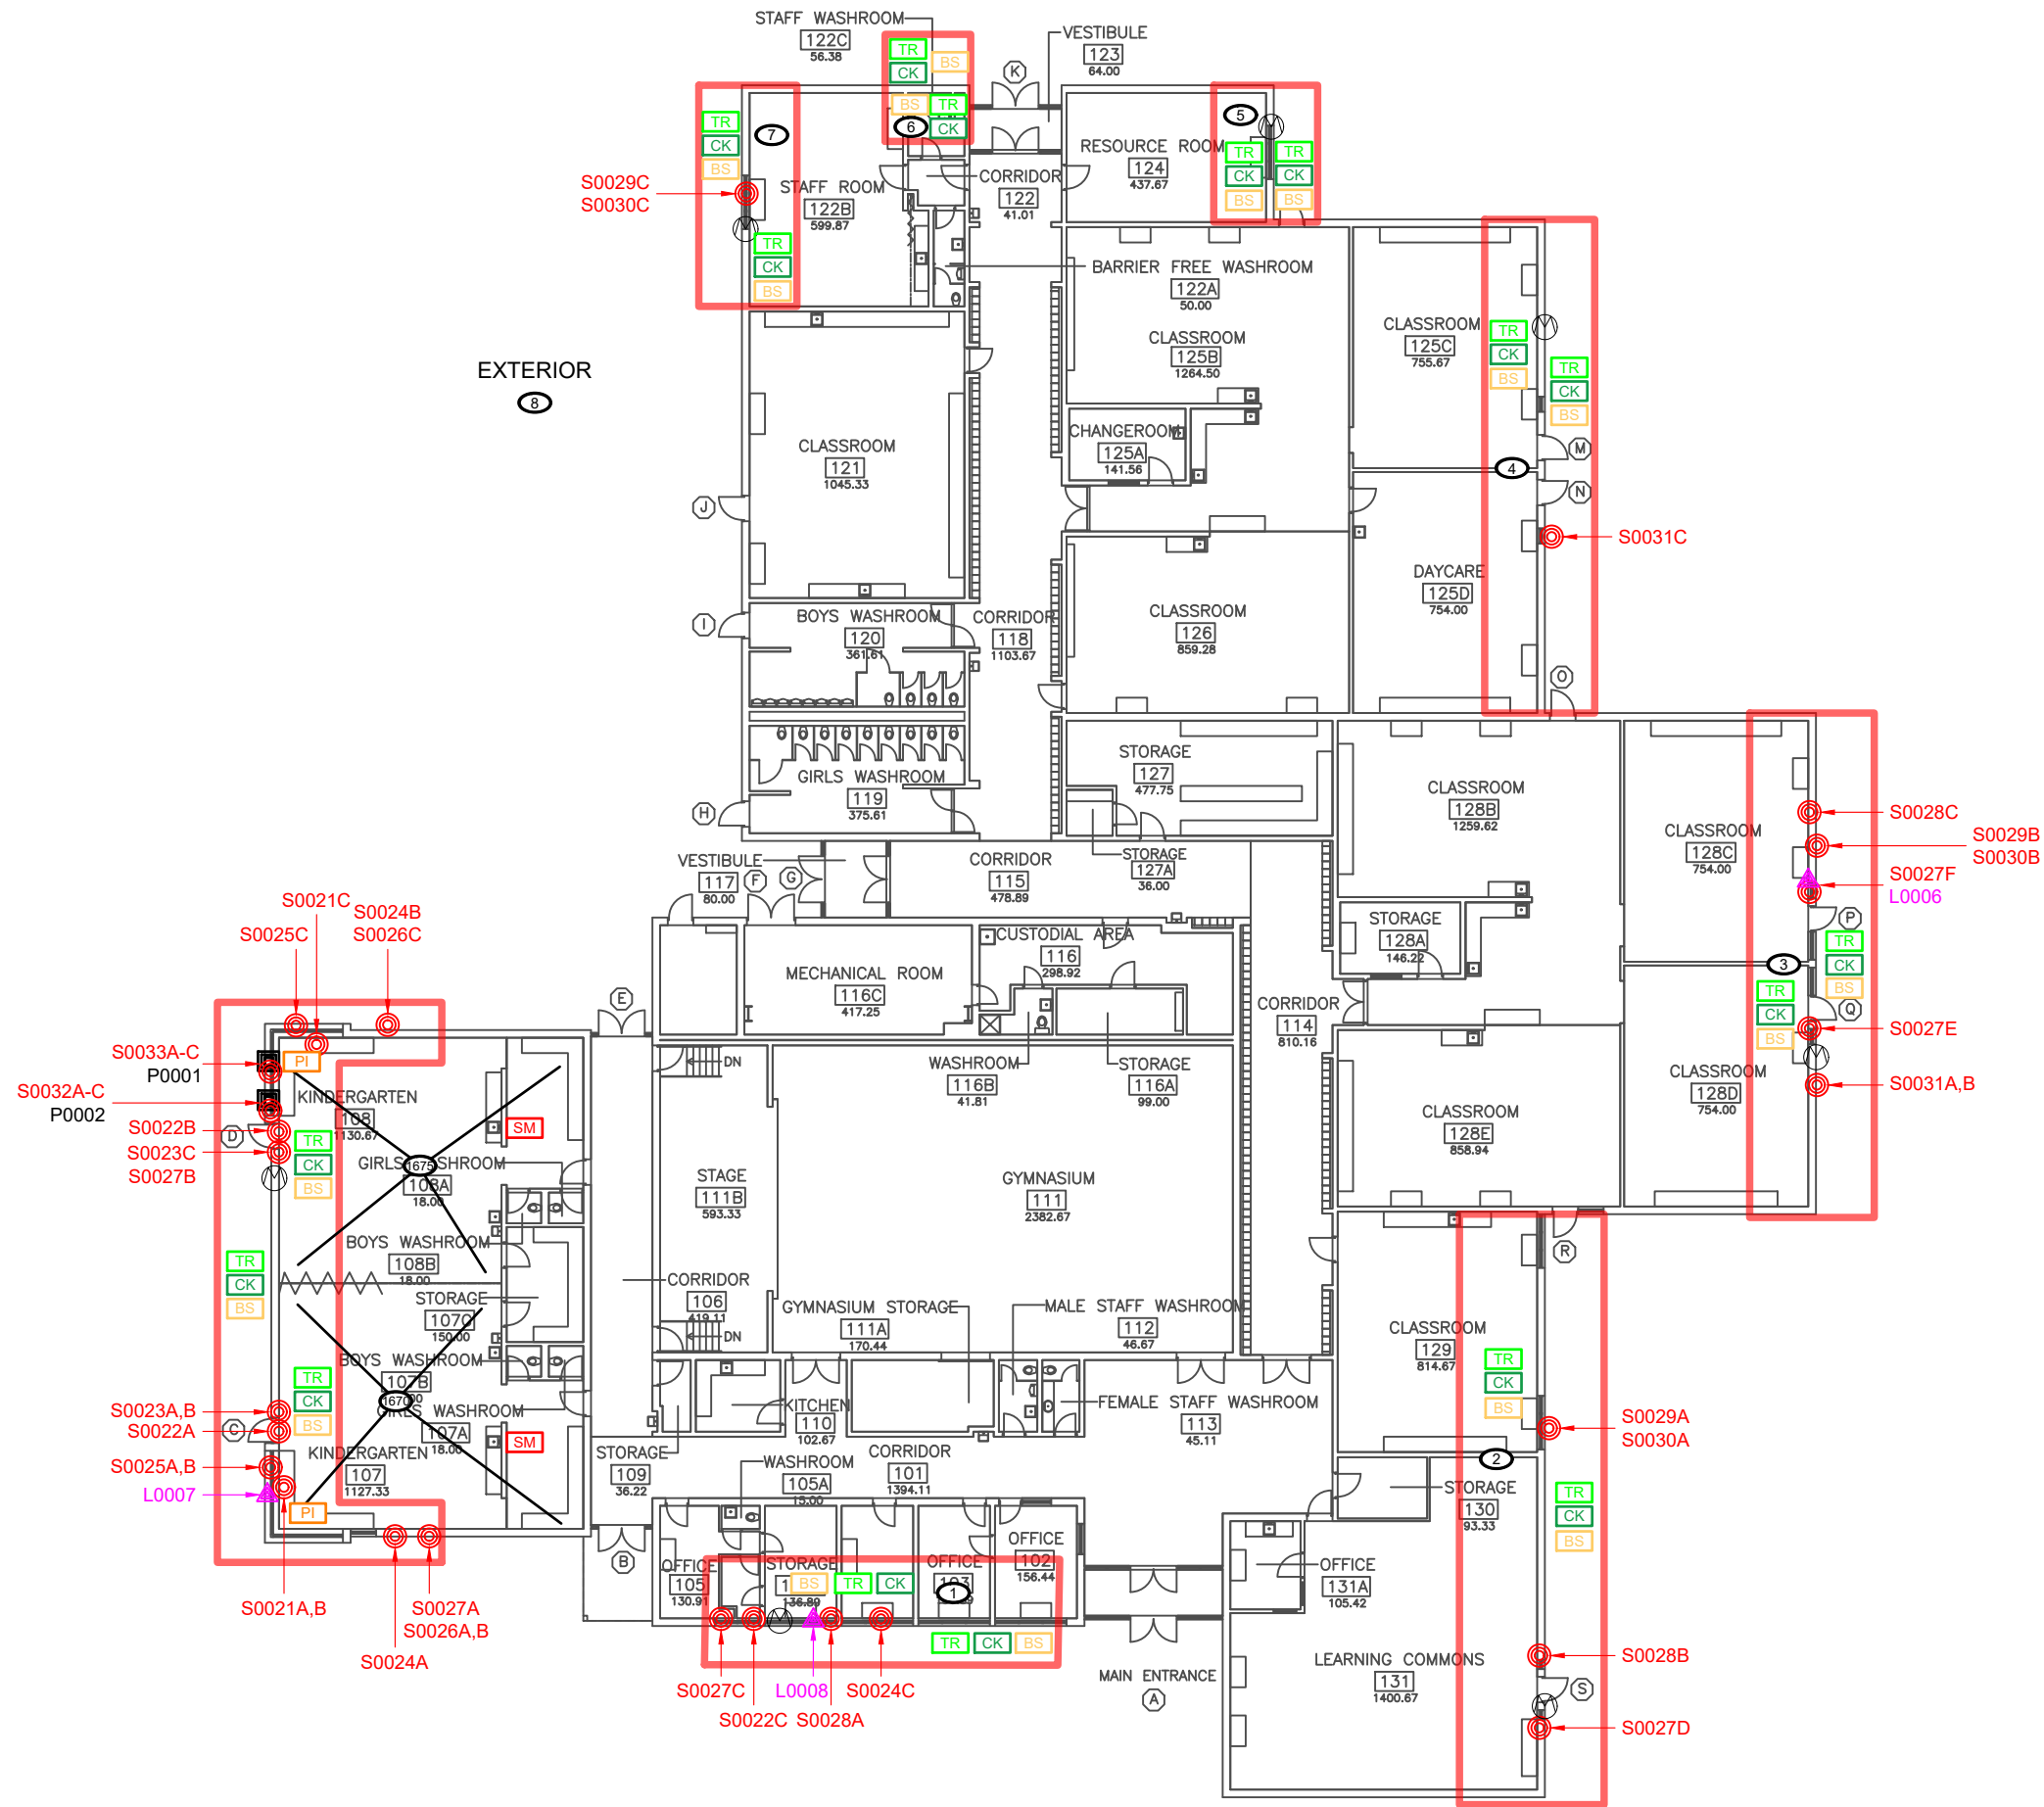 STAFF WASHROOM
122C
56.38
TR
CK
BS
BS
TR
CK
6
K
VESTIBULE
123
64.00
TR
CK
BS
7
S0029C
S0030C
STAFF ROOM
122B
599.87
TR
CK
BS
CORRIDOR
122
41.01
RESOURCE ROOM
124
437.67
5
TR
CK
BS
TR
CK
BS
BARRIER FREE WASHROOM
122A
50.00
CLASSROOM
125B
1264.50
CLASSROOM
125C
755.67
TR
CK
BS
TR
CK
BS
EXTERIOR
8
CLASSROOM
121
1045.33
CHANGEROOM
125A
141.56
4
M
N
J
S0031C
DAYCARE
125D
754.00
I
BOYS WASHROOM
120
361.61
CORRIDOR
118
1103.67
CLASSROOM
126
859.28
O
GIRLS WASHROOM
119
375.61
H
STORAGE
127
477.75
CLASSROOM
128B
1259.62
CLASSROOM
128C
754.00
S0028C
S0029B
S0030B
S0027F
L0006
P
VESTIBULE
117
80.00
F
G
CORRIDOR
115
478.89
STORAGE
127A
36.00
STORAGE
128A
146.22
3
TR
CK
BS
TR
CK
BS
Q
S0027E
S0031A,B
S0021C
S0024B
S0026C
S0025C
MECHANICAL ROOM
116C
417.25
CUSTODIAL AREA
116
298.92
CORRIDOR
114
810.16
E
S0033A-C
P0001
S0032A-C
P0002
S0022B
S0023C
S0027B
D
PI
KINDERGARTEN
108
1130.67
TR
CK
BS
SM
1675
108A
18.00
BOYS WASHROOM
108B
18.00
STORAGE
107C
150.00
DN
STAGE
111B
593.33
WASHROOM
116B
41.81
STORAGE
116A
99.00
GYMNASIUM
111
2382.67
CLASSROOM
128E
858.94
CLASSROOM
128D
754.00
R
TR
CK
BS
CORRIDOR
106
419.11
DN
GYMNASIUM STORAGE
111A
170.44
MALE STAFF WASHROOM
112
46.67
CLASSROOM
129
814.67
TR
CK
BS
BOYS WASHROOM
107B
1670
TR
CK
BS
WASHROOM
107A
18.00
SM
S0023A,B
S0022A
C
S0025A,B
L0007
KINDERGARTEN
107
1127.33
PI
KITCHEN
110
102.67
FEMALE STAFF WASHROOM
113
45.11
S0029A
S0030A
2
STORAGE
109
36.22
WASHROOM
105A
15.00
CORRIDOR
101
1394.11
STORAGE
130
93.33
TR
CK
BS
S0021A,B
S0027A
S0026A,B
S0024A
B
OFFICE
105
130.91
STORAGE
136.89
BS
TR
CK
OFFICE
103
1
OFFICE
102
156.44
OFFICE
131A
105.42
TR
CK
BS
S0027C
L0008
S0024C
S0022C
S0028A
MAIN ENTRANCE
A
LEARNING COMMONS
131
1400.67
S0028B
S
S0027D